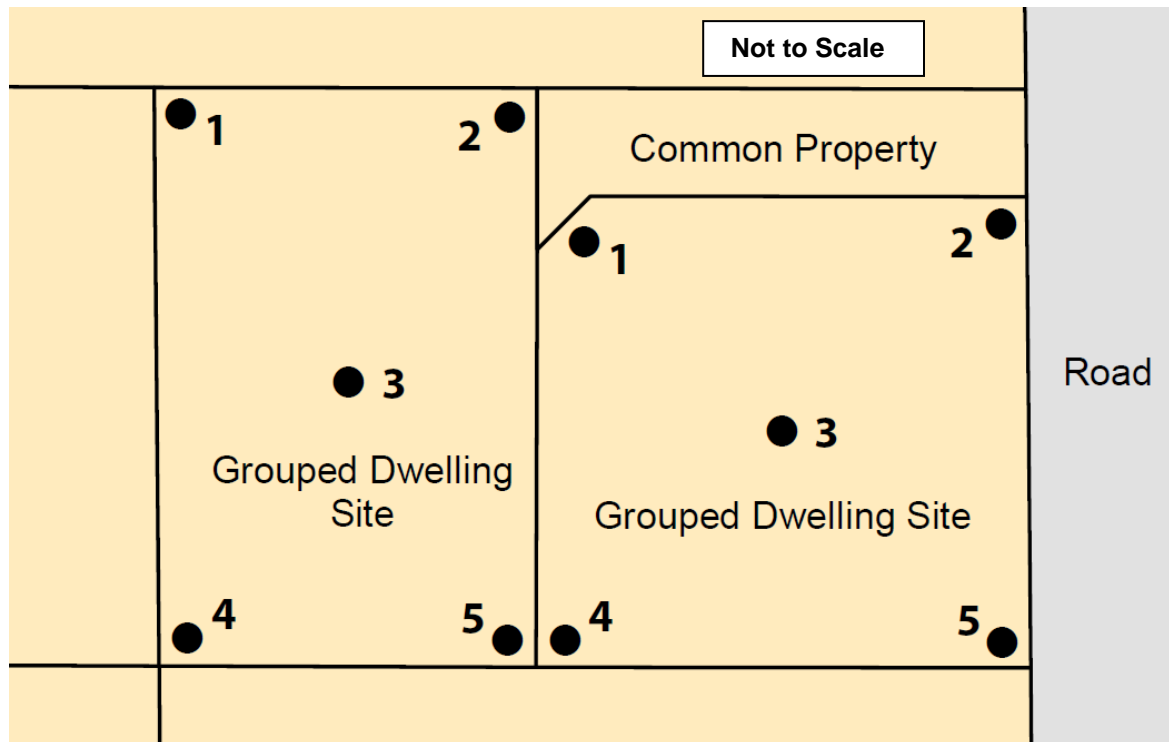 Not to Scale
1
2
Common Property
1
2
Road
3
3
Grouped Dwelling
Site
Grouped Dwelling Site
4
5
4
5